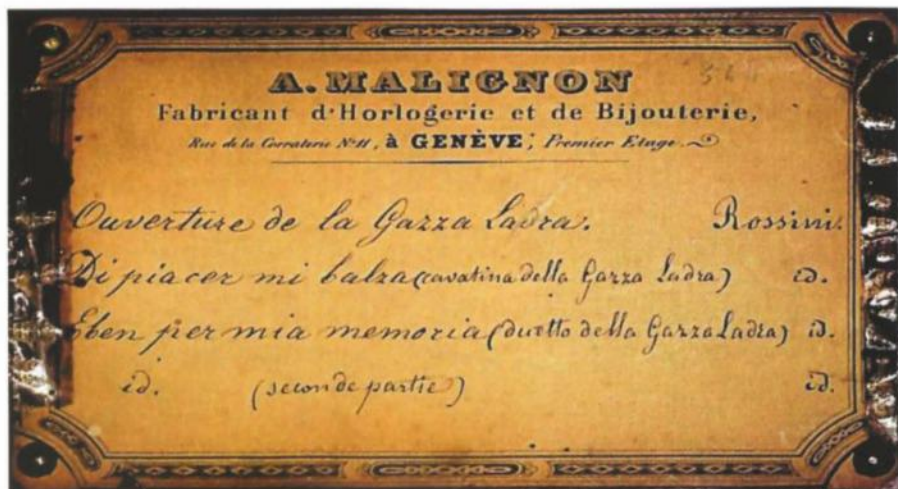 A. MALIGNON
Fabricant d'Horlogerie et de Bijouterie,
Rue de la Corraterie N° 11, à GENÈVE; Premier Etage.
Ouverture de la Gazza Ladra. Rossini.
Di piacer mi balza (cavatina della Gazza Ladra) id.
Eben per mia memoria (duetto della Gazza Ladra) id.
id. (seconde partie) id.